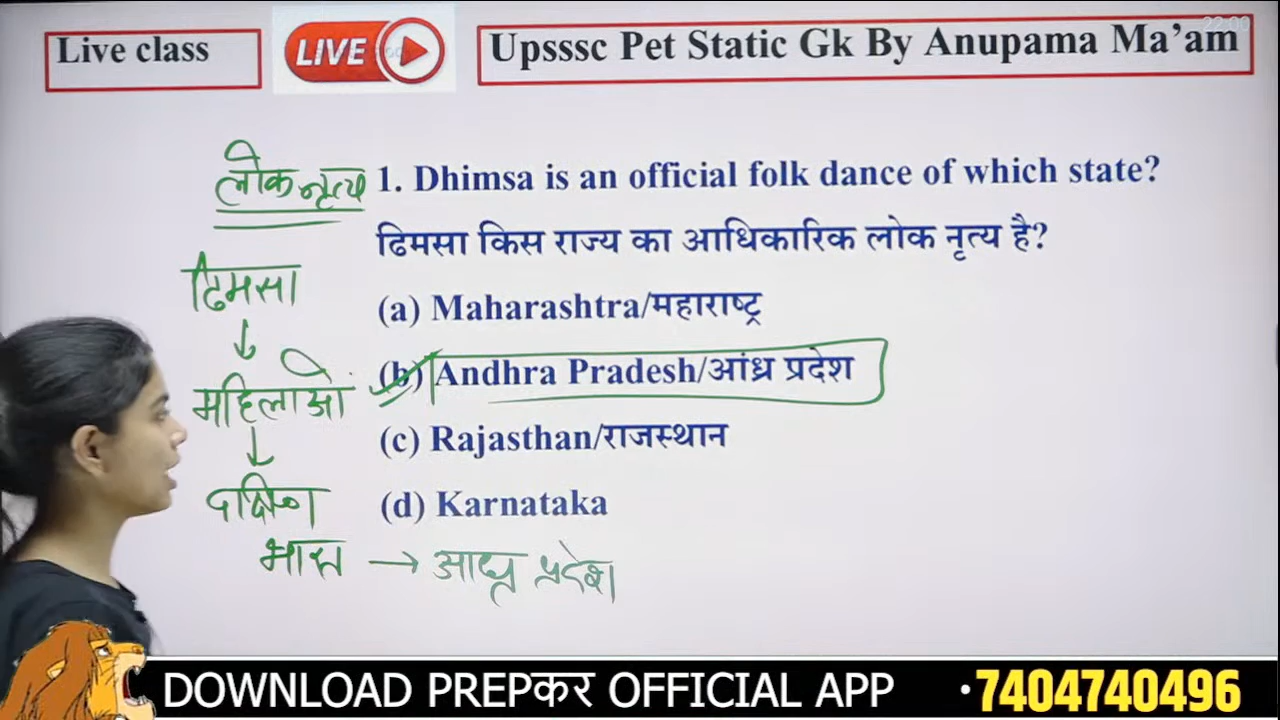 Live class
LIVE
Upsssc Pet Static Gk By Anupama Ma’am
22:00
लोक नृत्य
1. Dhimsa is an official folk dance of which state?
ढिमसा किस राज्य का आधिकारिक लोक नृत्य है?
ढिमसा
(a) Maharashtra/महाराष्ट्र
(b) Andhra Pradesh/आंध्र प्रदेश
महिलाओ
(c) Rajasthan/राजस्थान
दक्षिण
(d) Karnataka
भारत → आंध्र प्रदेश
DOWNLOAD PREPकर OFFICIAL APP
7404740496